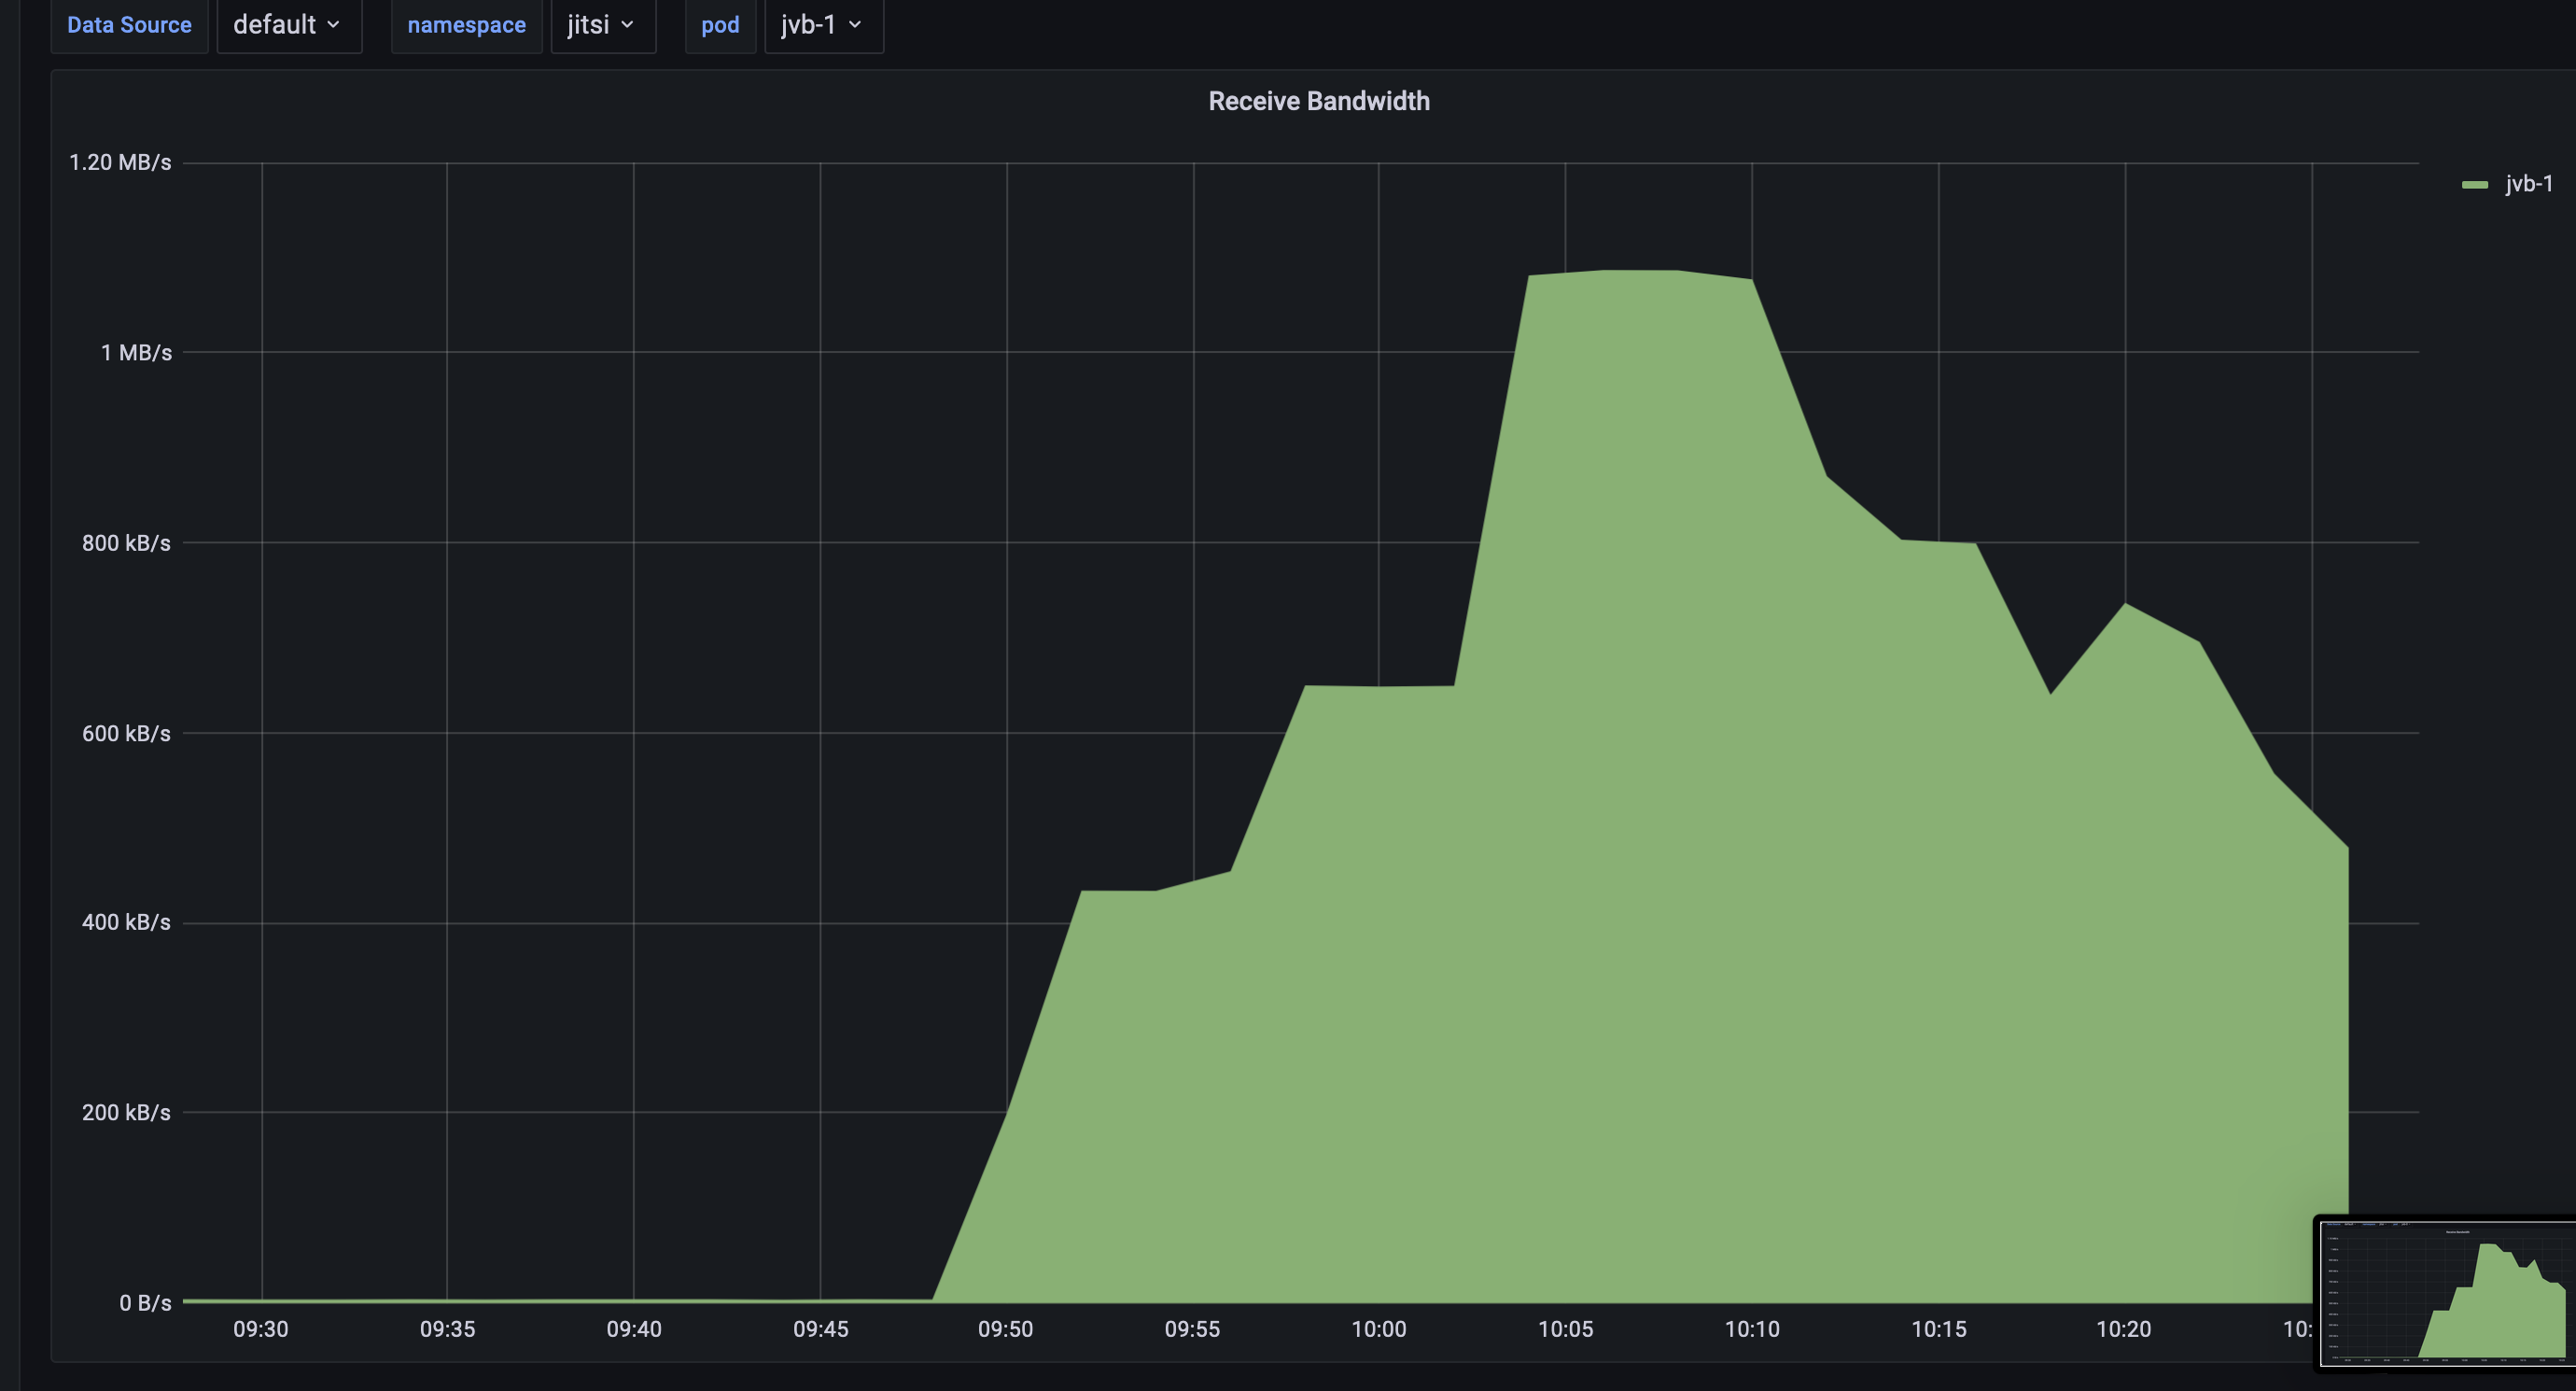 Data Source default namespace jitsi pod jvb-1
Receive Bandwidth
1.20 MB/s
jvb-1
1 MB/s
800 kB/s
600 kB/s
400 kB/s
200 kB/s
0 B/s
09:30 09:35 09:40 09:45 09:50 09:55 10:00 10:05 10:10 10:15 10:20 10: